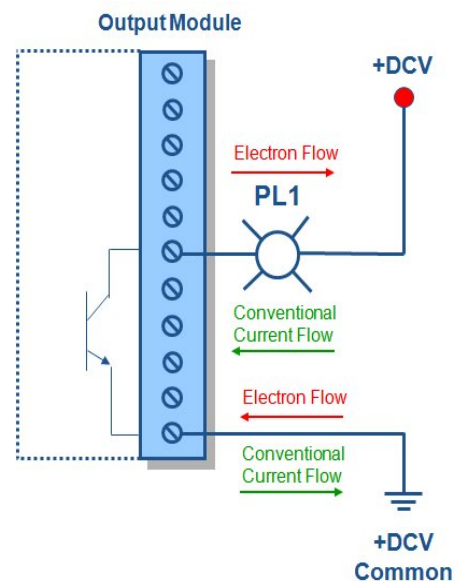 Output Module
+DCV
Electron Flow
PL1
Conventional
Current Flow
Electron Flow
Conventional
Current Flow
+DCV
Common